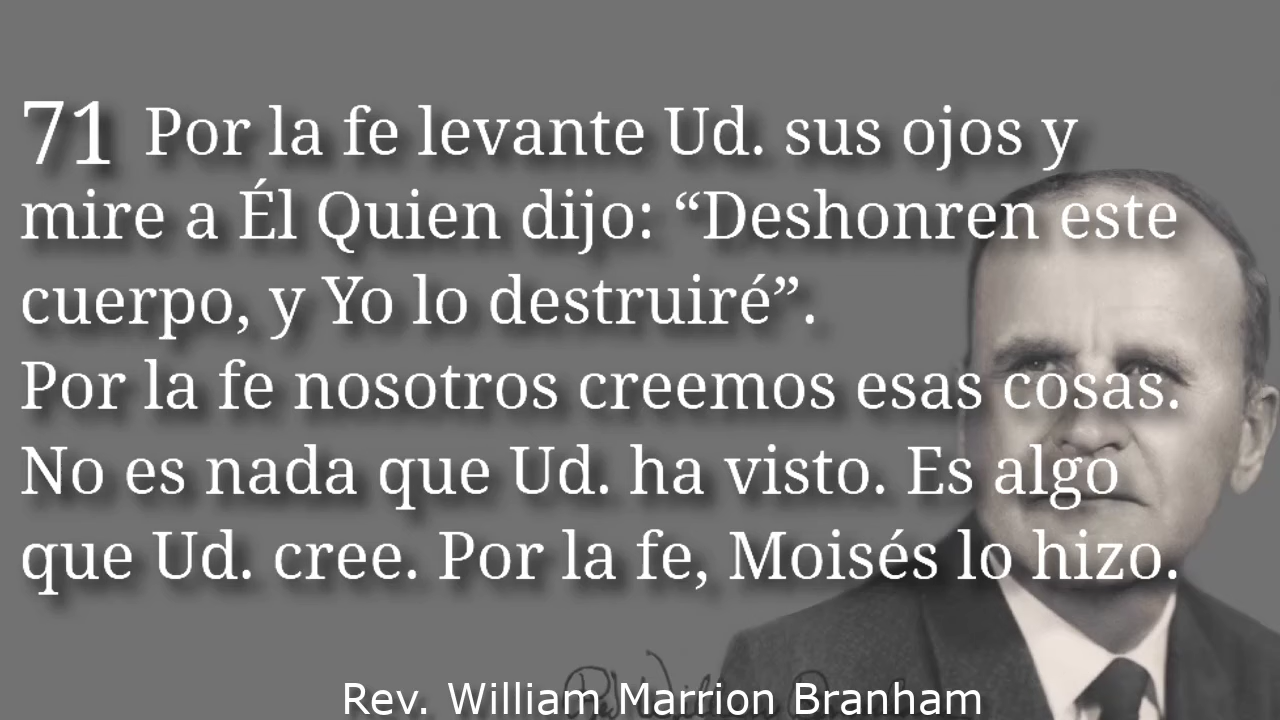 71 Por la fe levante Ud. sus ojos y
mire a Él Quien dijo: “Deshonren este
cuerpo, y Yo lo destruiré”.
Por la fe nosotros creemos esas cosas.
No es nada que Ud. ha visto. Es algo
que Ud. cree. Por la fe, Moisés lo hizo.
Rev. William Marrion Branham